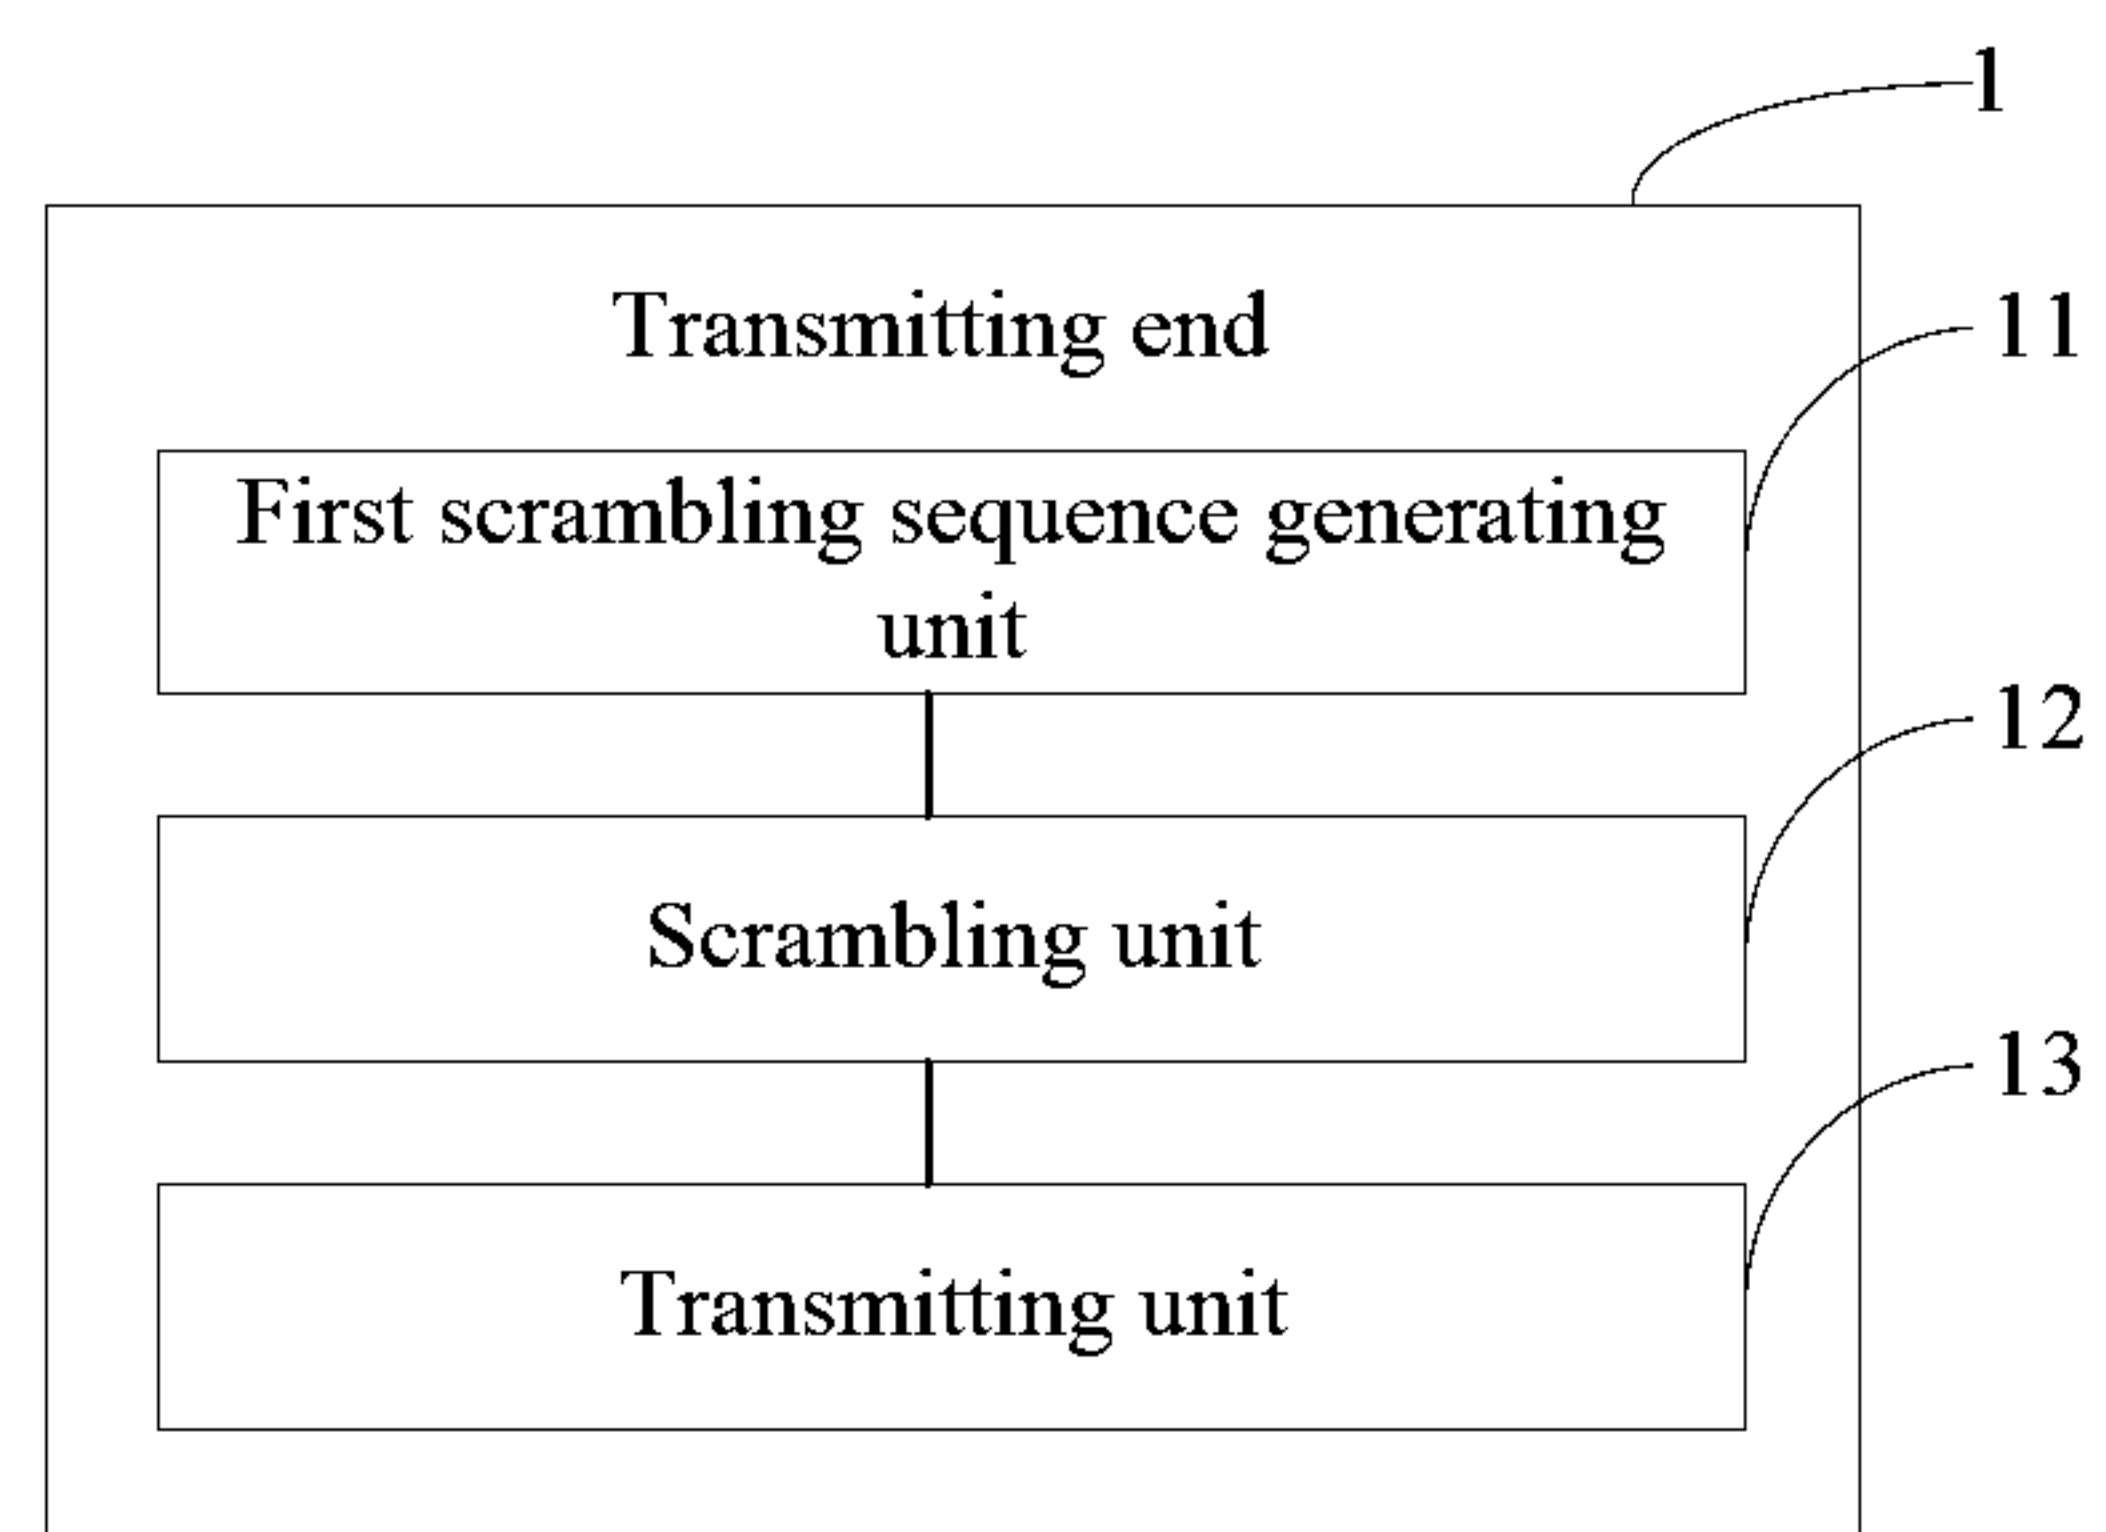 1
Transmitting end
11
First scrambling sequence generating
unit
12
Scrambling unit
13
Transmitting unit